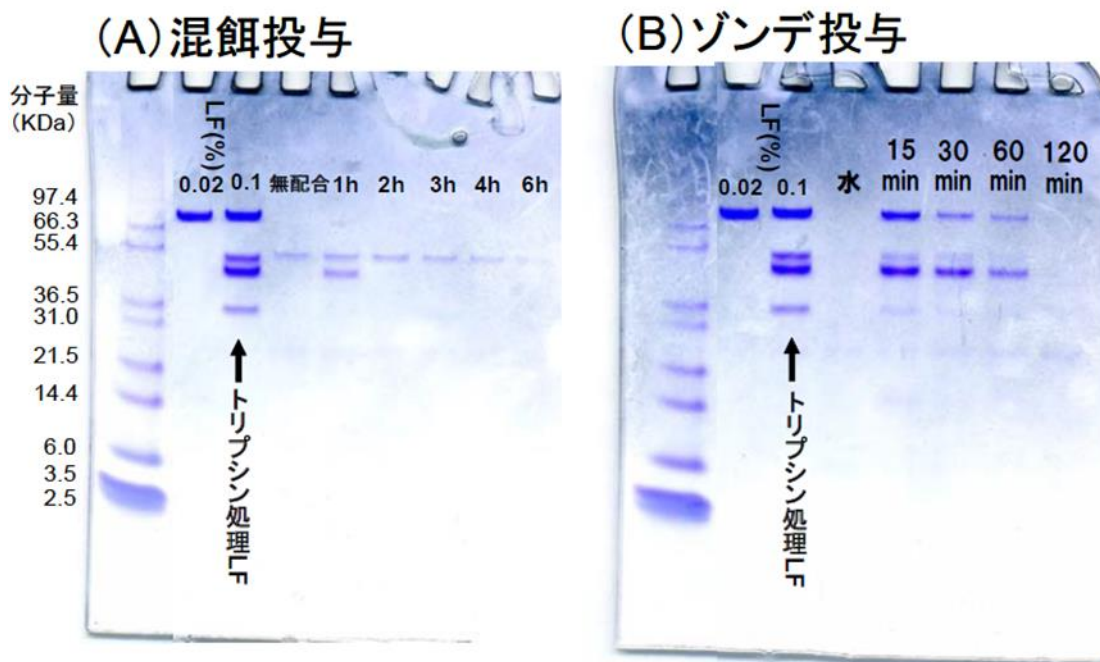 (A)混餌投与
分子量
(KDa)
97.4
66.3
55.4
36.5
31.0
21.5
14.4
6.0
3.5
2.5
LF(%)
0.02 0.1 無配合 1h 2h 3h 4h 6h
トリプシン処理LF
(B)ゾンデ投与
LF(%)
0.02 0.1 水 15 min 30 min 60 min 120 min
トリプシン処理LF